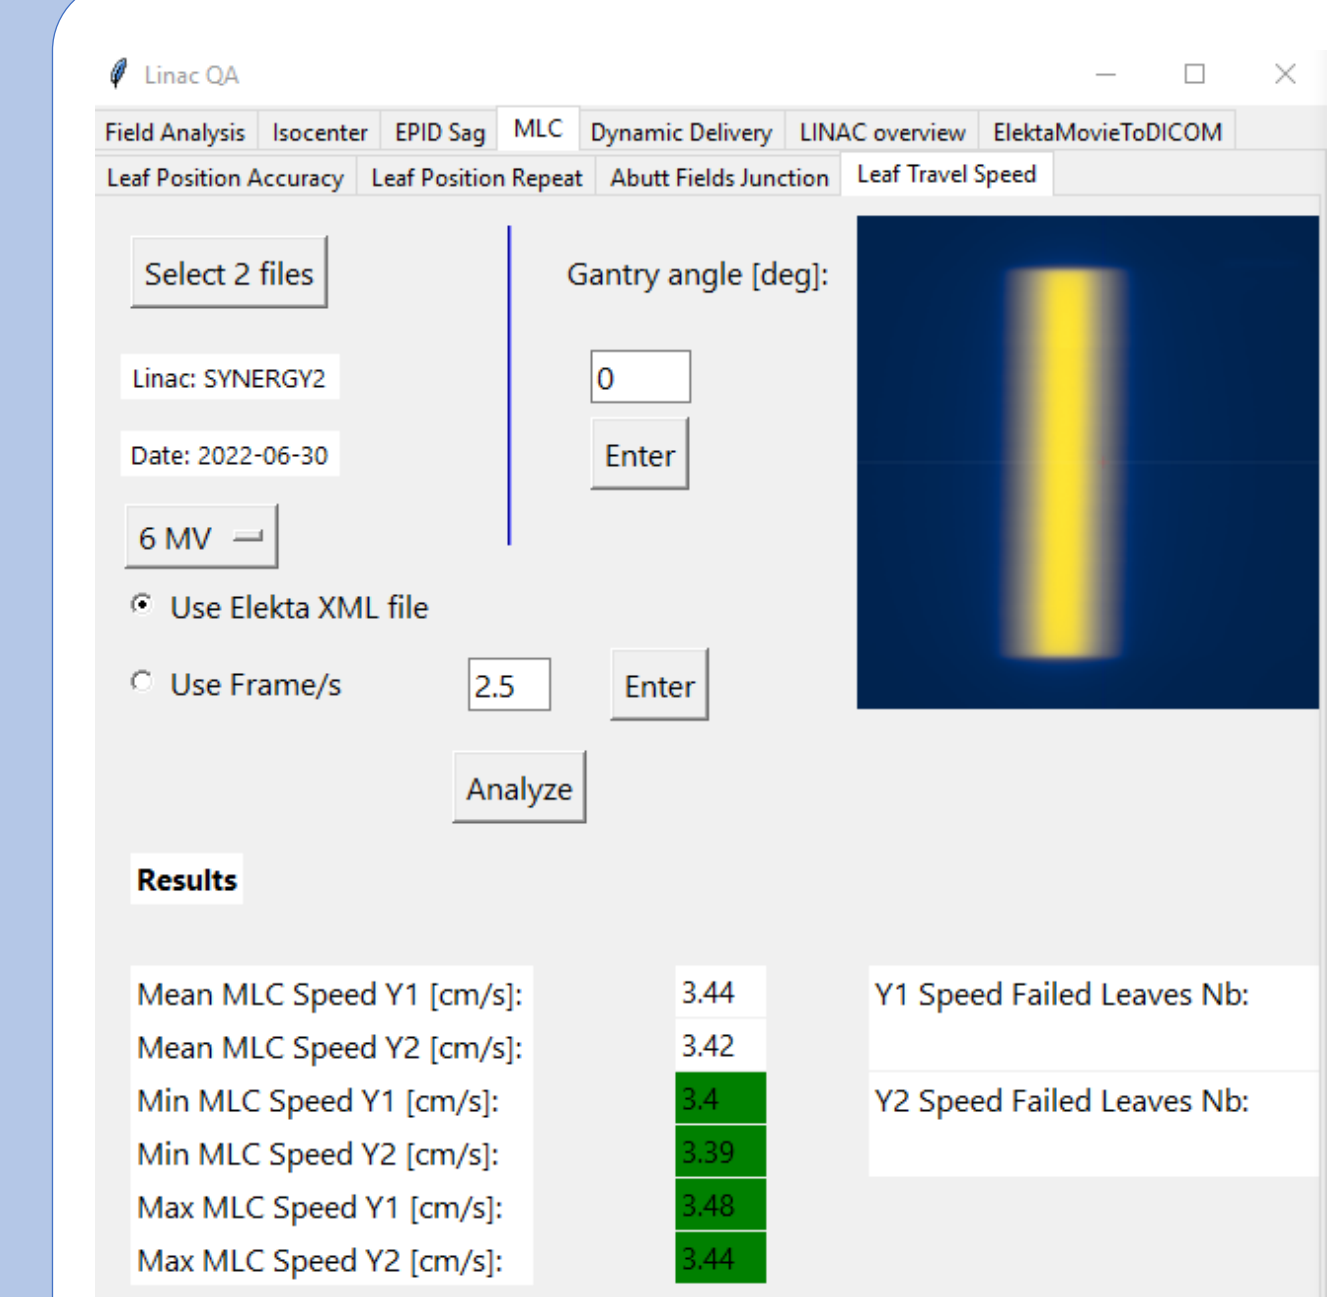 Linac QA
Field Analysis Isocenter EPID Sag MLC Dynamic Delivery LINAC overview ElektaMovieToDICOM
Leaf Position Accuracy Leaf Position Repeat Abutt Fields Junction Leaf Travel Speed
Select 2 files
Gantry angle [deg]:
Linac: SYNERGY2
0
Date: 2022-06-30
Enter
6 MV
Use Elekta XML file
Use Frame/s 2.5 Enter
Analyze
Results
Mean MLC Speed Y1 [cm/s]: 3.44 Y1 Speed Failed Leaves Nb:
Mean MLC Speed Y2 [cm/s]: 3.42
Min MLC Speed Y1 [cm/s]: 3.4 Y2 Speed Failed Leaves Nb:
Min MLC Speed Y2 [cm/s]: 3.39
Max MLC Speed Y1 [cm/s]: 3.48
Max MLC Speed Y2 [cm/s]: 3.44